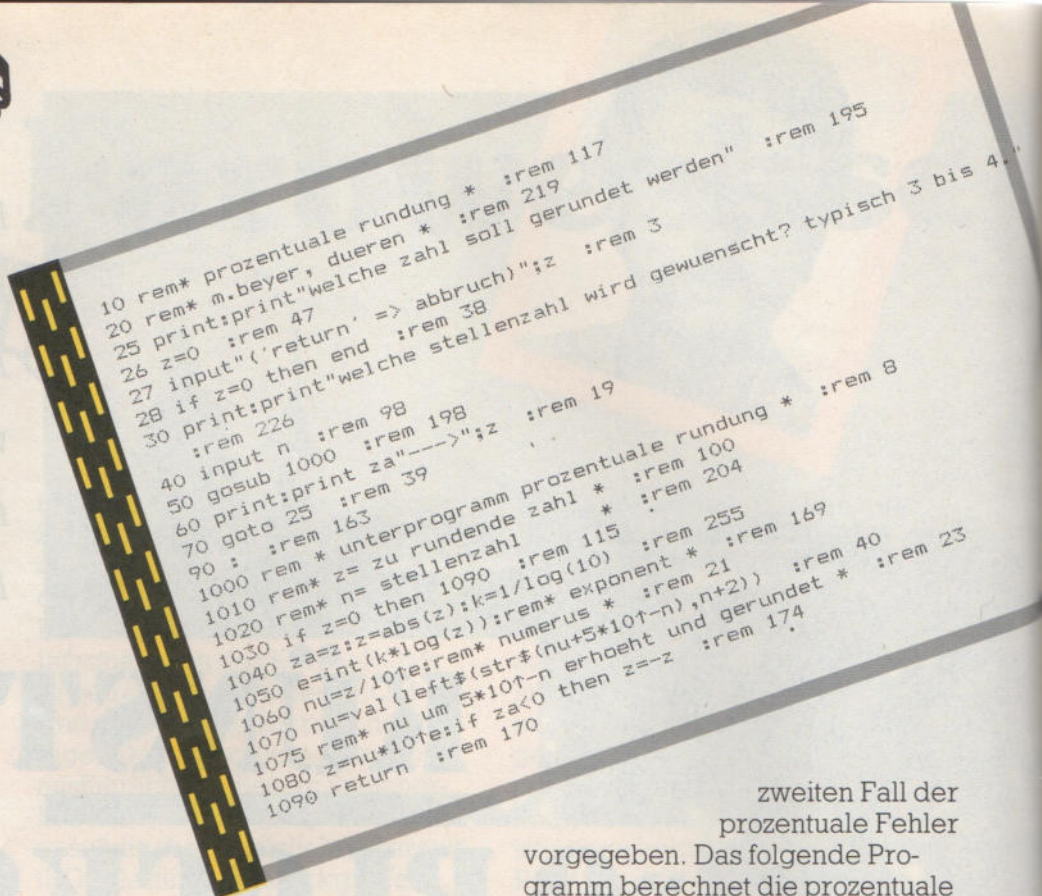 10 rem* prozentuale rundung * :rem 117
20 rem* m.beyer, dueren * :rem 219
25 print:print"welche zahl soll gerundet werden" :rem 195
26 z=0 :rem 47
27 input"('return' => abbruch)";z :rem 3
28 if z=0 then end :rem 38
30 print:print"welche stellenzahl wird gewuenscht? typisch 3 bis 4."
:rem 226
40 input n :rem 98
50 gosub 1000 :rem 198
60 print:print za"--->";z :rem 19
70 goto 25 :rem 39
90 : :rem 163
1000 rem * unterprogramm prozentuale rundung * :rem 8
1010 rem* z= zu rundende zahl * :rem 100
1020 rem* n= stellenzahl * :rem 204
1030 if z=0 then 1090 :rem 115
1040 za=z:z=abs(z):k=1/log(10) :rem 255
1050 e=int(k*log(z)):rem* exponent * :rem 169
1060 nu=z/10↑e:rem* numerus * :rem 21
1070 nu=val(left$(str$(nu+5*10↑-n),n+2)) :rem 40
1075 rem* nu um 5*10↑-n erhoeht und gerundet * :rem 23
1080 z=nu*10↑e:if za<0 then z=-z :rem 174
1090 return :rem 170
zweiten Fall der
prozentuale Fehler
vorgegeben. Das folgende Pro-
gramm berechnet die prozentuale